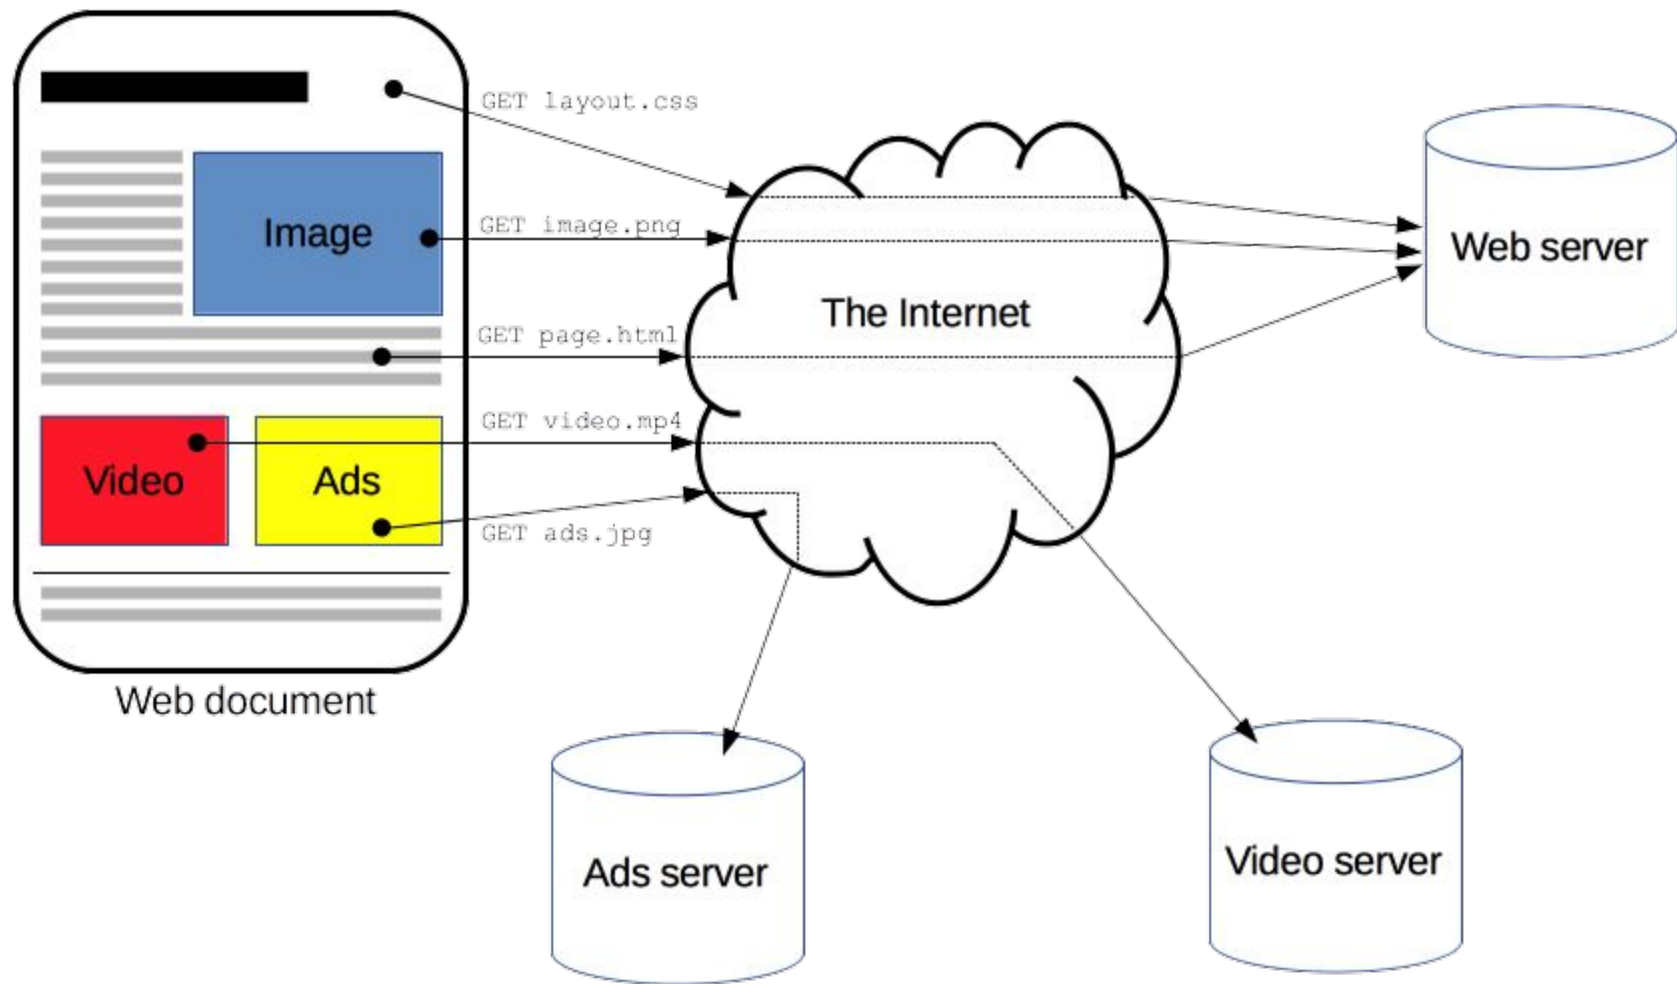 GET layout.css
Image
GET image.png
Web server
The Internet
GET page.html
GET video.mp4
Video
Ads
GET ads.jpg
Web document
Ads server
Video server